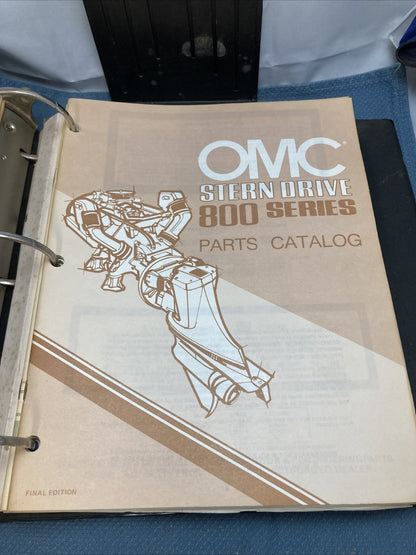 OMC
STERN DRIVE
800 SERIES
PARTS CATALOG
FINAL EDITION